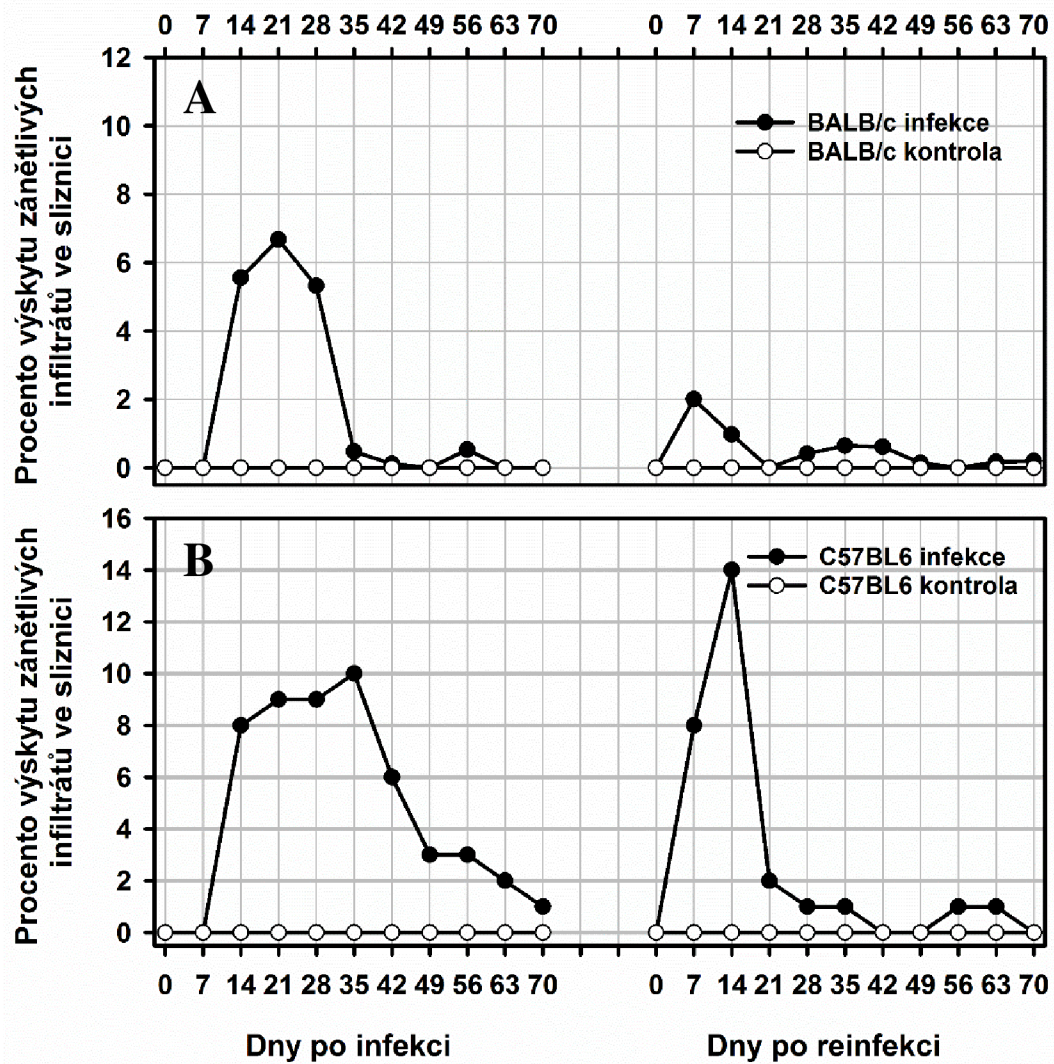 0 7 14 21 28 35 42 49 56 63 70 0 7 14 21 28 35 42 49 56 63 70
12
10
8
6
4
2
0
Procento výskytu zánětlivých
infiltrátů ve sliznici
A
BALB/c infekce
BALB/c kontrola
16
14
12
10
8
6
4
2
0
Procento výskytu zánětlivých
infiltrátů ve sliznici
B
C57BL6 infekce
C57BL6 kontrola
0 7 14 21 28 35 42 49 56 63 70 0 7 14 21 28 35 42 49 56 63 70
Dny po infekci Dny po reinfekci